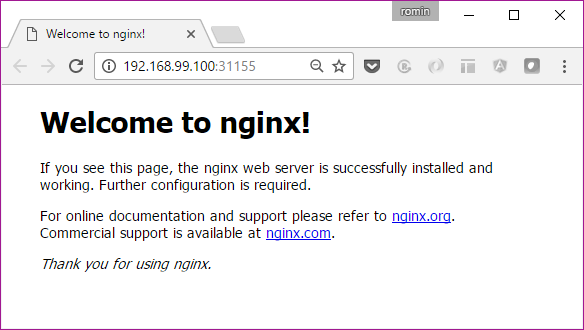 romin
Welcome to nginx!
192.168.99.100:31155
Welcome to nginx!
If you see this page, the nginx web server is successfully installed and
working. Further configuration is required.
For online documentation and support please refer to nginx.org.
Commercial support is available at nginx.com.
Thank you for using nginx.